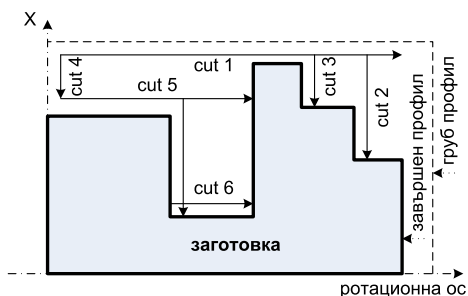 X
cut 1
cut 4
cut 3
cut 5
cut 2
cut 6
завършен профил
груб профил
заготовка
ротационна ос